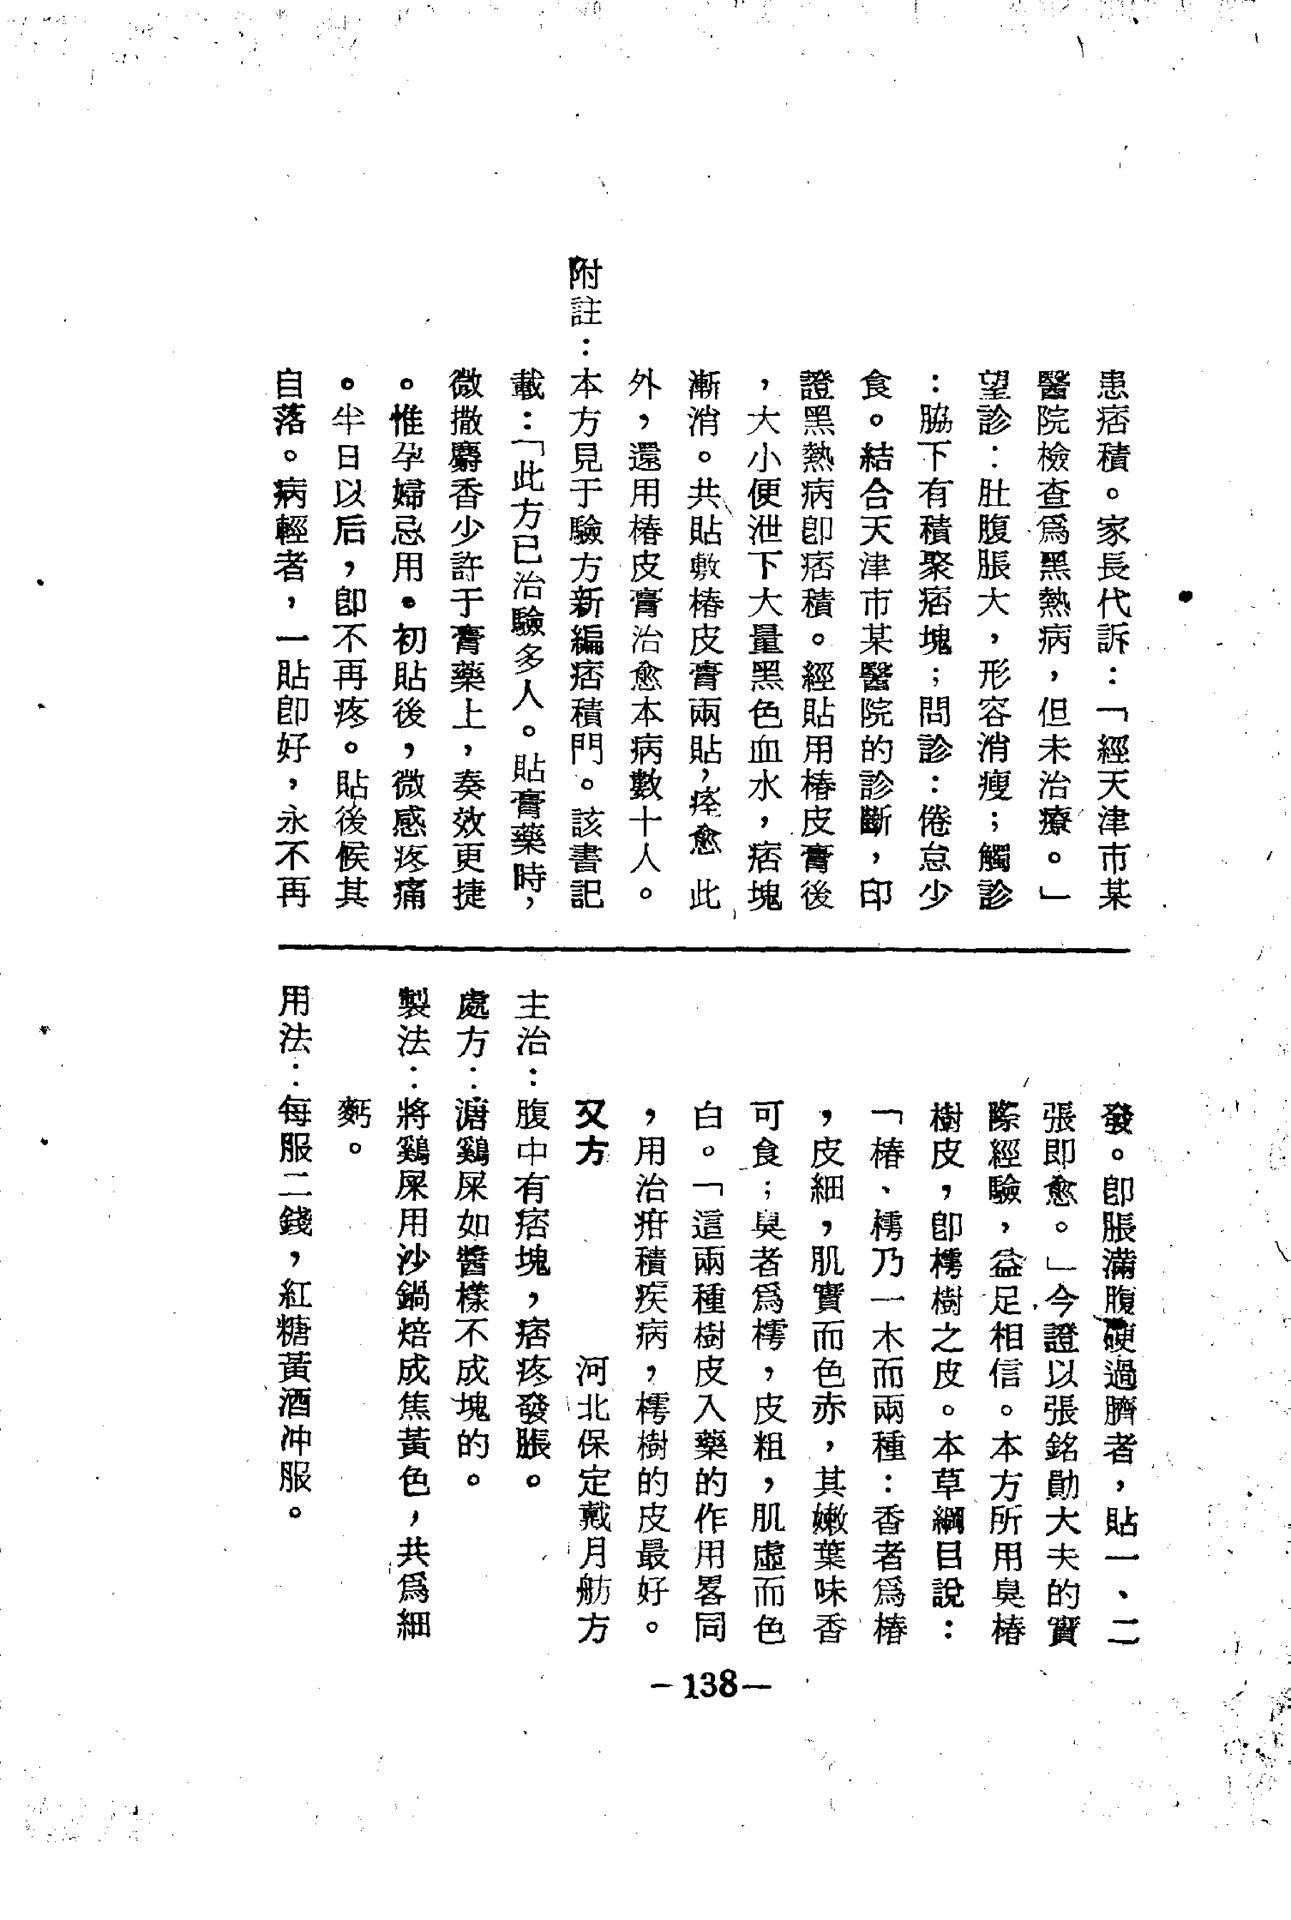 患痞積。家長代訴：「經天津市某
醫院檢查爲黑熱病，但未治療。」
望診：肚腹脹大，形容消瘦；觸診
：脇下有積聚痞塊；問診：倦怠少
食。結合天津市某醫院的診斷，印
證黑熱病卽痞積。經貼用椿皮膏後
，大小便泄下大量黑色血水，痞塊
漸消。共貼敷椿皮膏兩貼，痊愈 此
外，還用椿皮膏治愈本病數十人。
附註：本方見于驗方新編痞積門。該書記
載：「此方已治驗多人。貼膏藥時，
微撒麝香少許于膏藥上，奏效更捷
。惟孕婦忌用。初貼後，微感疼痛
。半日以后，卽不再疼。貼後候其
自落。病輕者，一貼卽好，永不再
發。卽脹滿腹硬過臍者，貼一、二
張即愈。」今證以張銘勛大夫的實
際經驗，益足相信。本方所用臭椿
樹皮，卽樗樹之皮。本草綱目說：
「椿、樗乃一木而兩種：香者爲椿
，皮細，肌實而色赤，其嫩葉味香
可食；臭者爲樗，皮粗，肌虛而色
白。「這兩種樹皮入藥的作用畧同
，用治疳積疾病，樗樹的皮最好。
又方 河北保定戴月舫方
主治：腹中有痞塊，痞疼發脹。
處方：溏鷄屎如醬樣不成塊的。
製法：將鷄屎用沙鍋焙成焦黃色，共爲細
麪。
用法：每服二錢，紅糖黃酒冲服。
—138—